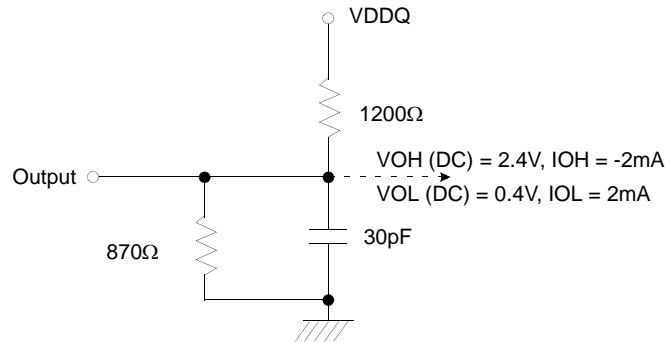 VDDQ
1200Ω
VOH (DC) = 2.4V, IOH = -2mA
Output
VOL (DC) = 0.4V, IOL = 2mA
870Ω
30pF